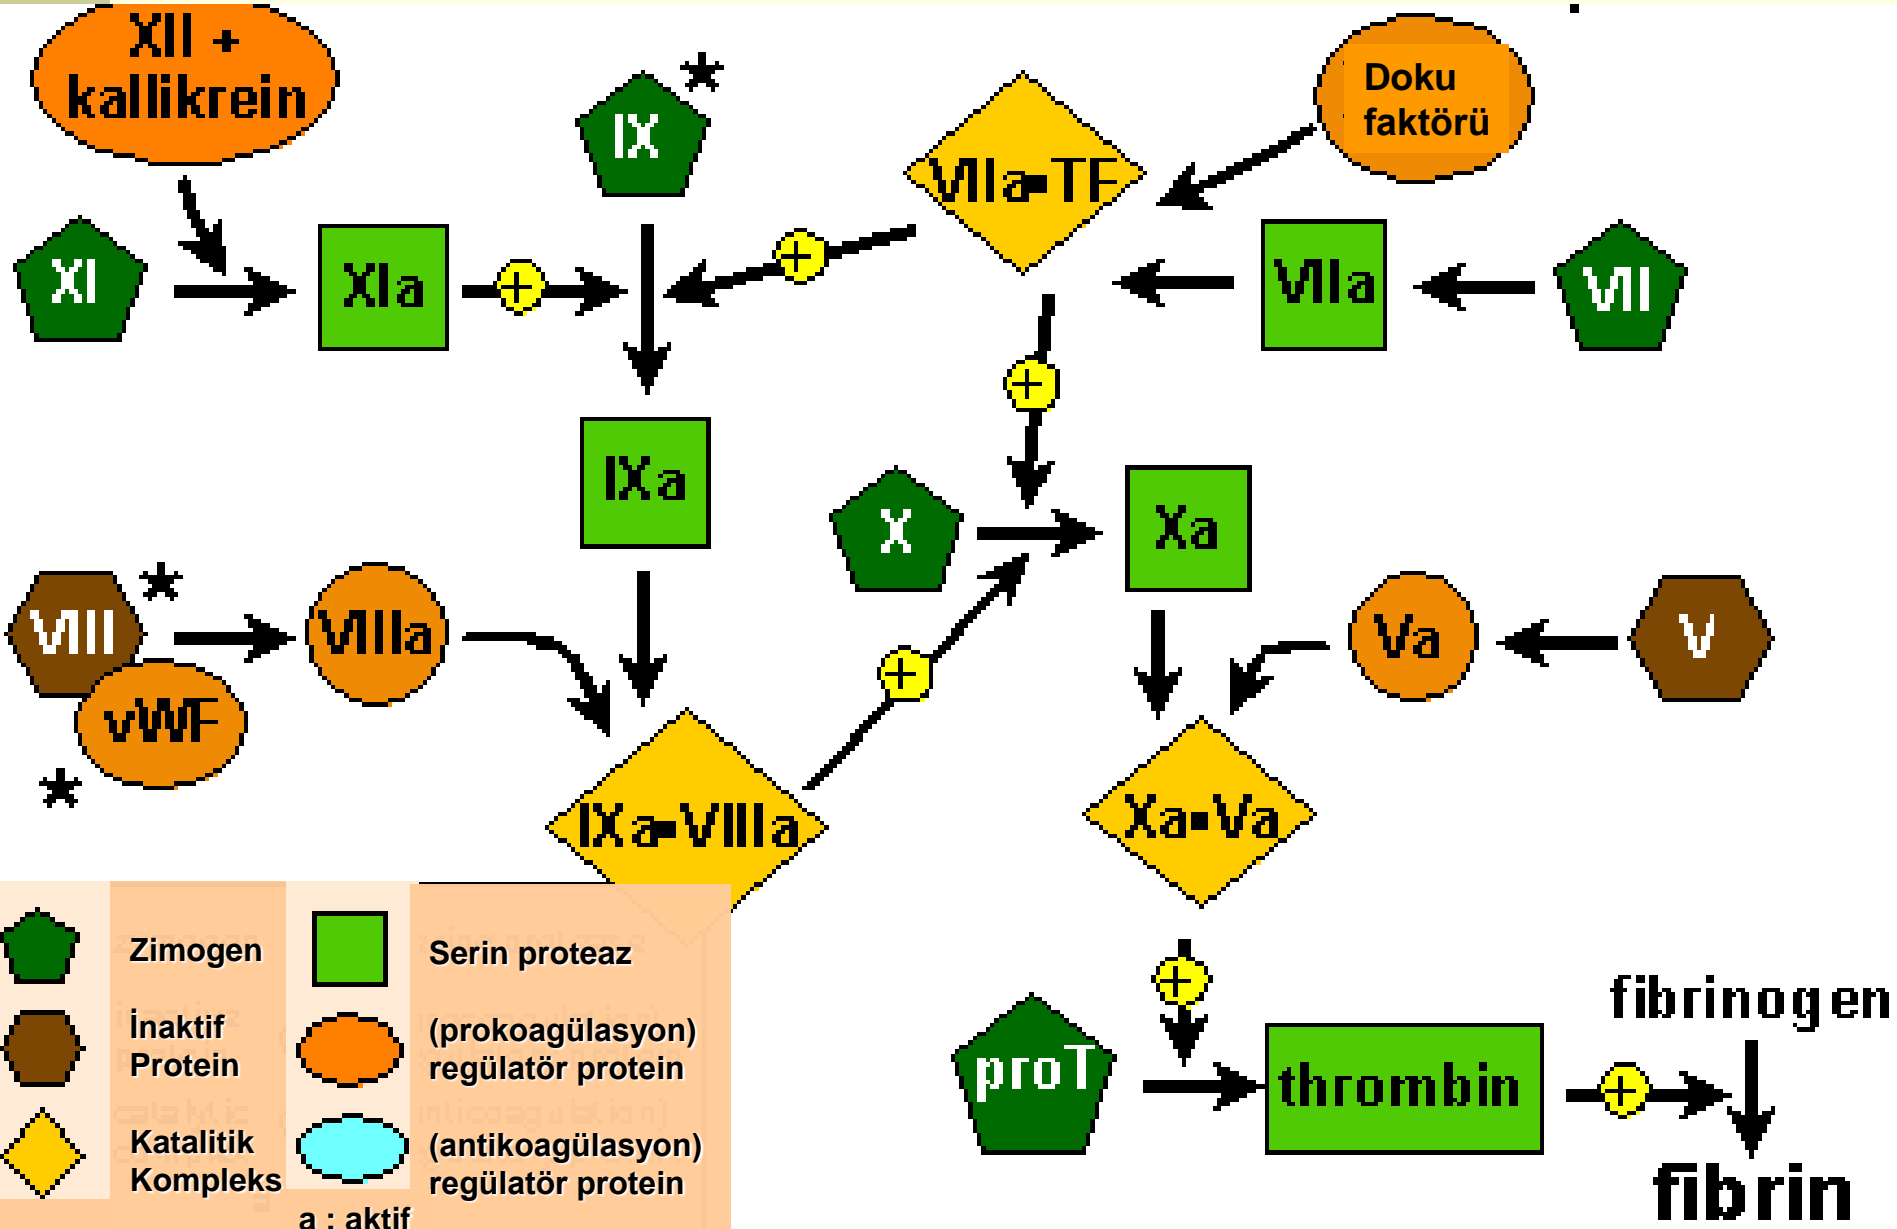 XII +
kallikrein
IX
*
VIIa▪TF
Doku
faktörü
XI
XIa
+
+
VIIa
VII
+
IXa
X
Xa
VIII
*
VIIIa
Va
V
vWF
*
+
IXa▪VIIIa
Xa▪Va
Zimogen
Serin proteaz
İnaktif
Protein
(prokoagülasyon)
regülatör protein
Katalitik
Kompleks
(antikoagülasyon)
regülatör protein
a : aktif
+
proT
thrombin
+
fibrinogen
fibrin